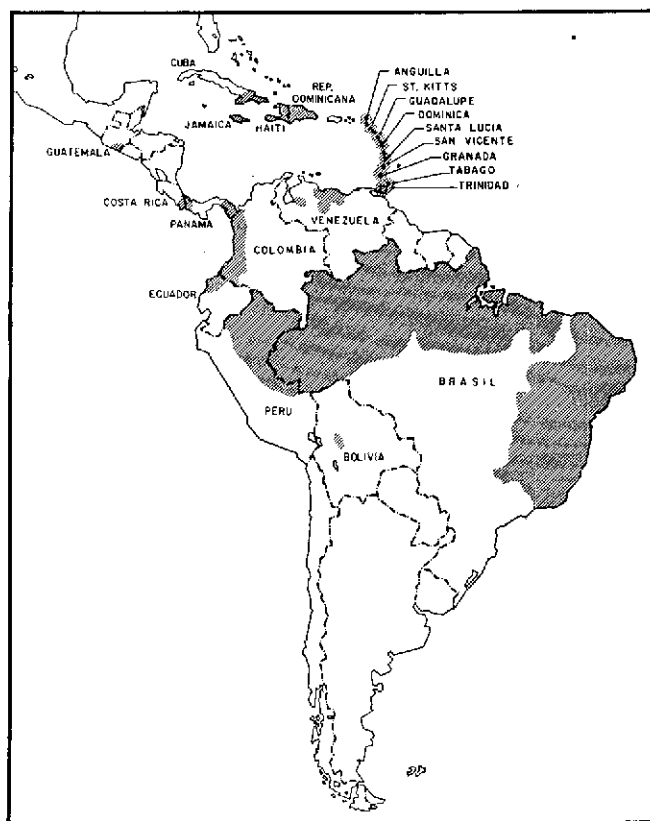 CUBA
REP.
DOMINICANA
JAMAICA
HAITI
ANGUILLA
ST. KITTS
GUADALUPE
DOMINICA
SANTA LUCIA
SAN VICENTE
GRANADA
TABAGO
TRINIDAD
GUATEMALA
COSTA RICA
PANAMA
VENEZUELA
COLOMBIA
ECUADOR
BRASIL
PERU
BOLIVIA